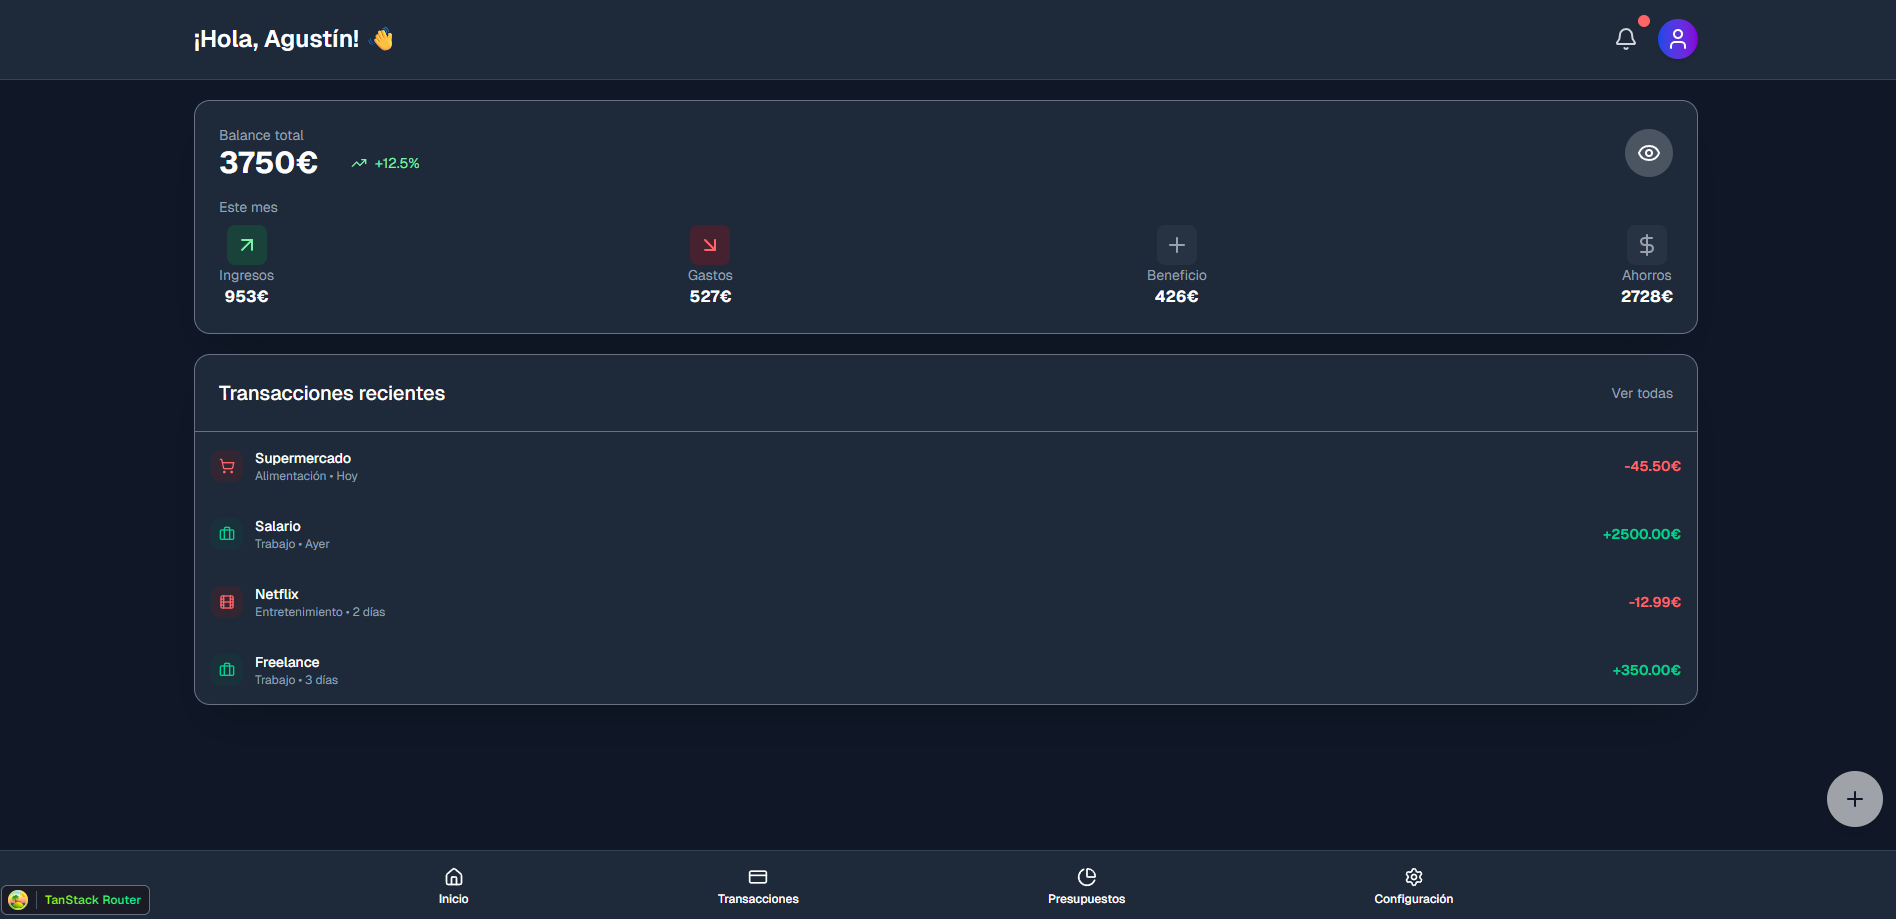 ¡Hola, Agustín! 👋
Balance total
3750€ +12.5%
Este mes
Ingresos
953€
Gastos
527€
Beneficio
426€
Ahorros
2728€
Transacciones recientes
Ver todas
Supermercado
Alimentación • Hoy
-45.50€
Salario
Trabajo • Ayer
+2500.00€
Netflix
Entretenimiento • 2 días
-12.99€
Freelance
Trabajo • 3 días
+350.00€
Inicio
Transacciones
Presupuestos
Configuración
TanStack Router